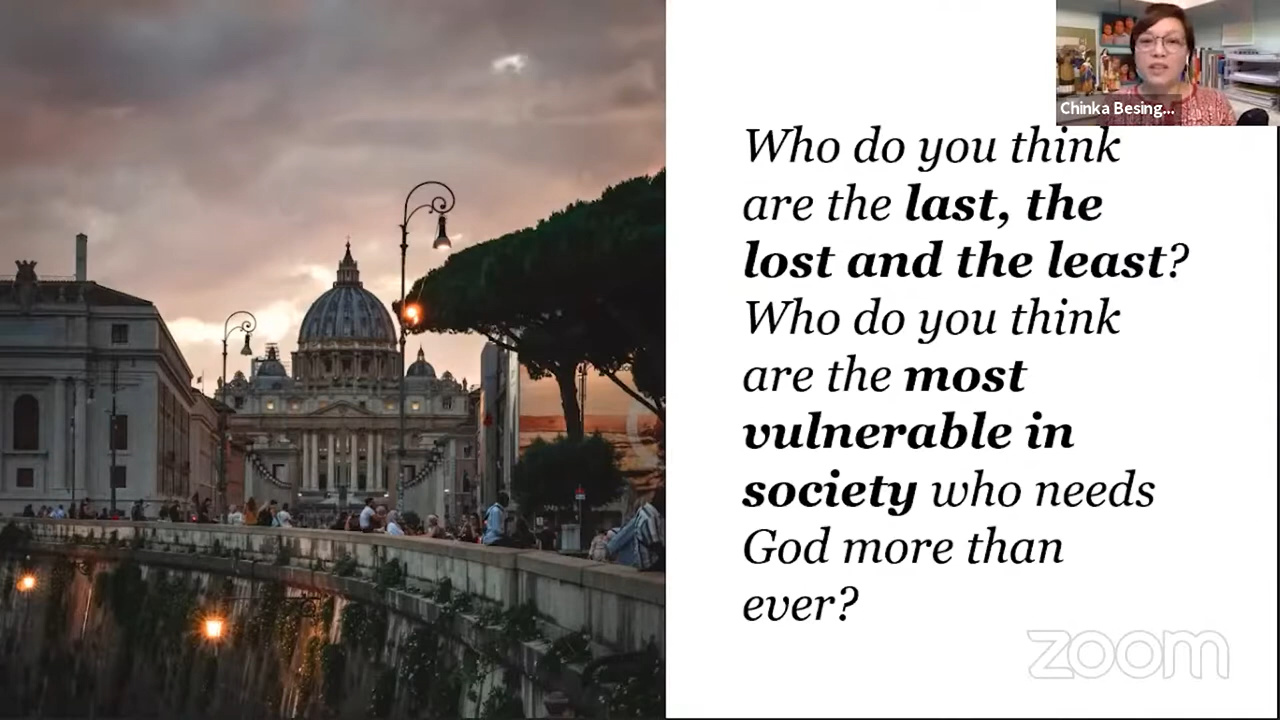 Chinka Besing...
Who do you think
are the last, the
lost and the least?
Who do you think
are the most
vulnerable in
society who needs
God more than
ever?
zoom